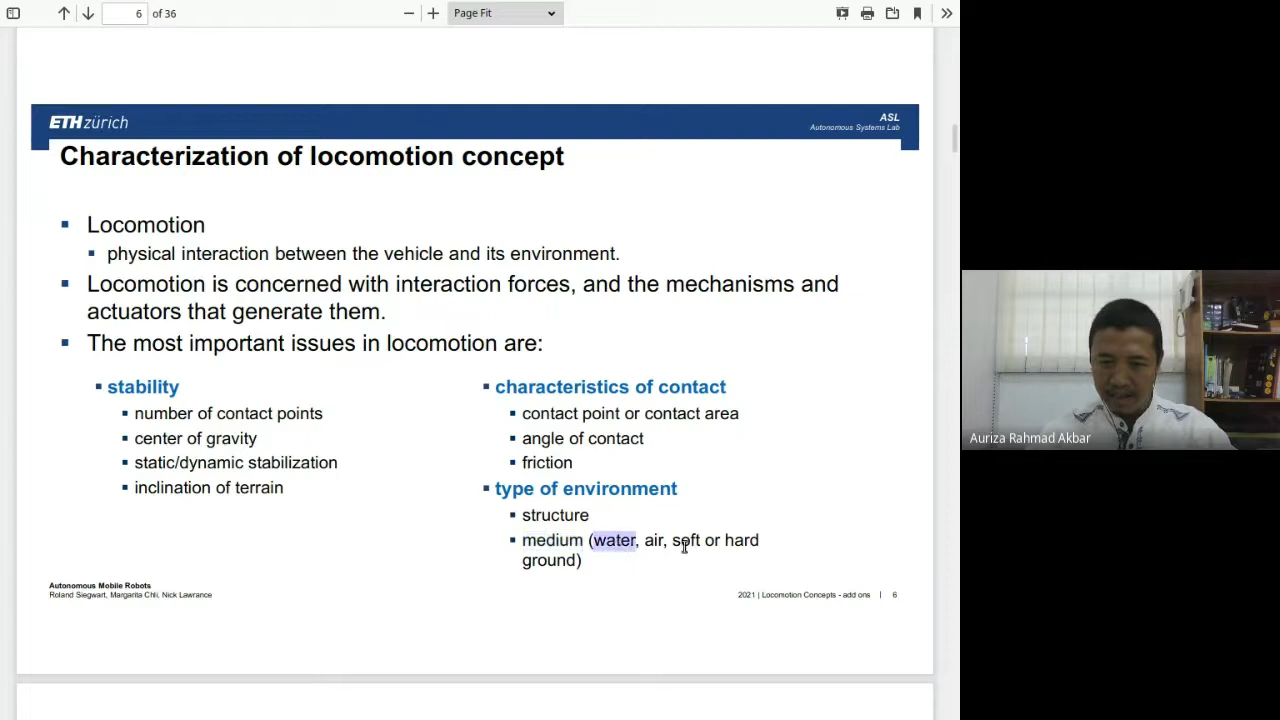 6 of 36
Page Fit
ETH zürich
ASL
Autonomous Systems Lab
Characterization of locomotion concept
Locomotion
physical interaction between the vehicle and its environment.
Locomotion is concerned with interaction forces, and the mechanisms and
actuators that generate them.
The most important issues in locomotion are:
stability
number of contact points
center of gravity
static/dynamic stabilization
inclination of terrain
characteristics of contact
contact point or contact area
angle of contact
friction
type of environment
structure
medium (water, air, soft or hard
ground)
Autonomous Mobile Robots
Roland Siegwart, Margarita Chli, Nick Lawrance
2021 | Locomotion Concepts - add ons | 6
Auriza Rahmad Akbar